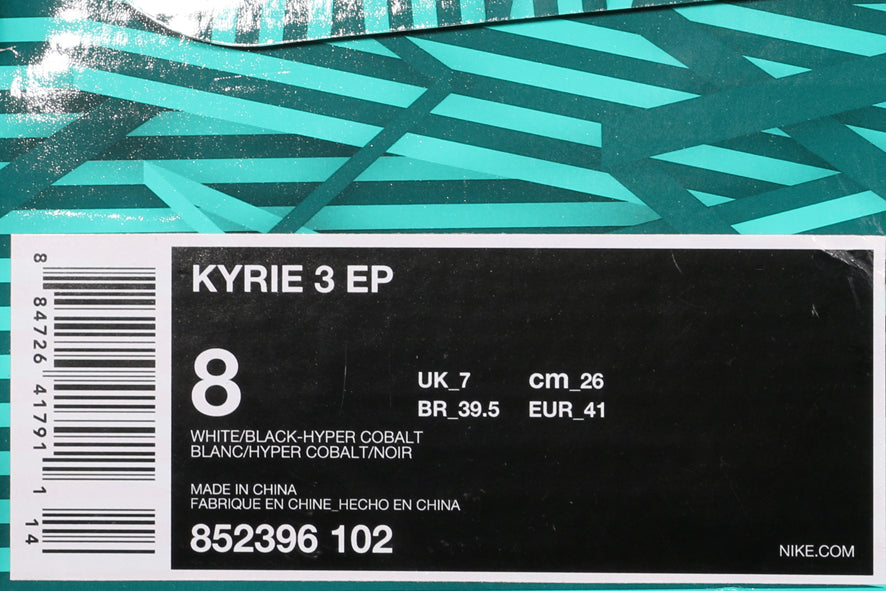 8 84726 41791 1 14
KYRIE 3 EP
8
UK_7 cm_26
BR_39.5 EUR_41
WHITE/BLACK-HYPER COBALT
BLANC/HYPER COBALT/NOIR
MADE IN CHINA
FABRIQUE EN CHINE_HECHO EN CHINA
852396 102
NIKE.COM